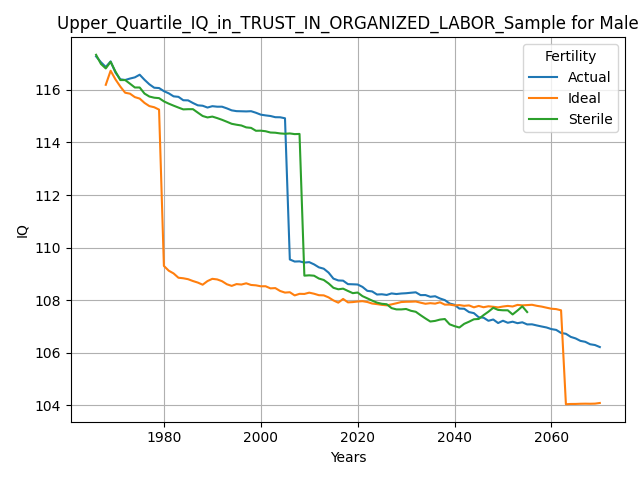 Upper_Quartile_IQ_in_TRUST_IN_ORGANIZED_LABOR_Sample for Male
Fertility
Actual
Ideal
Sterile
116
114
112
110
108
106
104
IQ
1980
2000
2020
2040
2060
Years